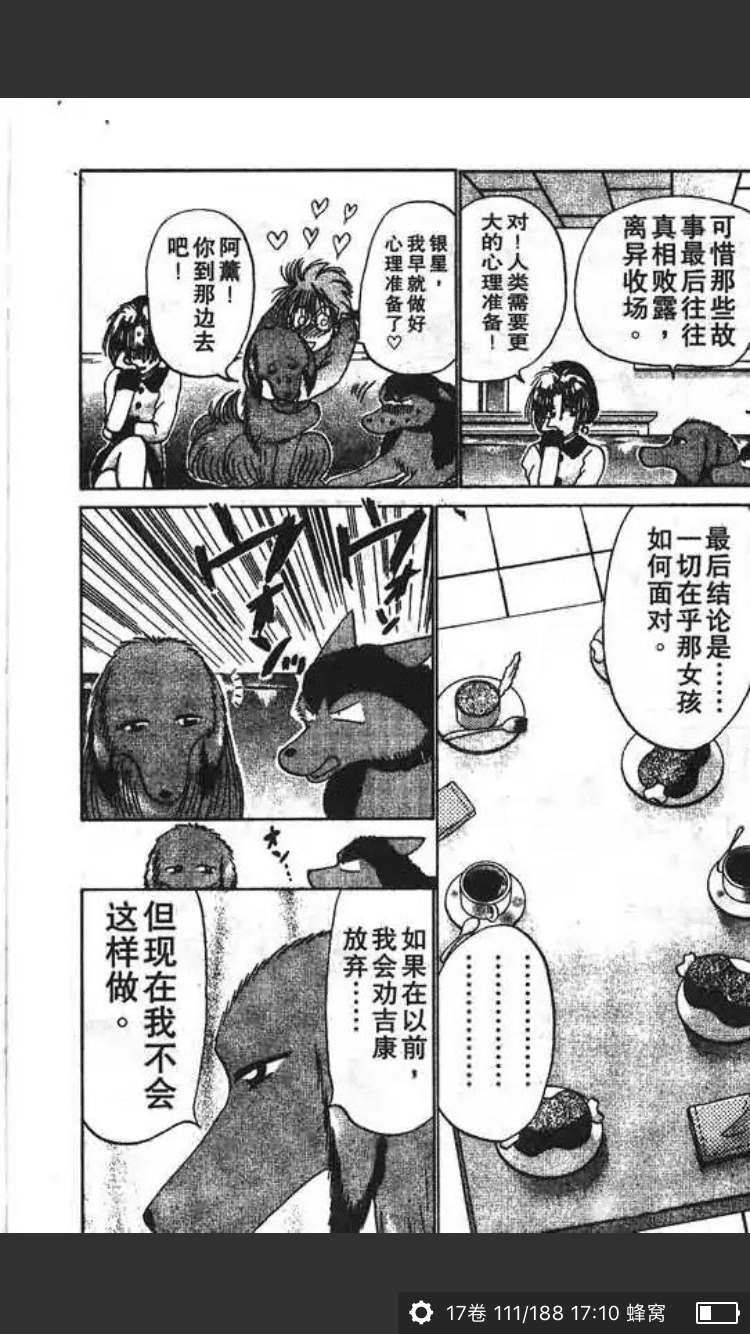 可惜那些故
事最后往往
真相败露，
离异收场。
对！人类需要更
大的心理准备！
银星，
我早就做好
心理准备了♡
阿薰！
你到那边去
吧！
最后结论是……
一切在乎那女孩
如何面对。
………………
………………
………………
如果在以前，
我会劝吉康
放弃……
但现在我不会
这样做。
17卷 111/188 17:10 蜂窝